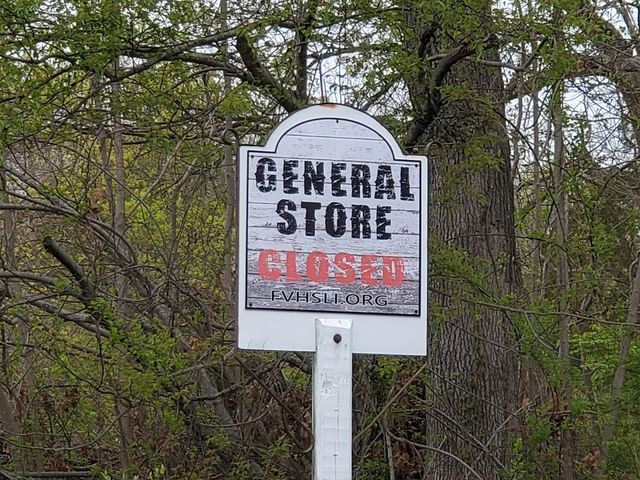 GENERAL
STORE
CLOSED
FVHSLI.ORG